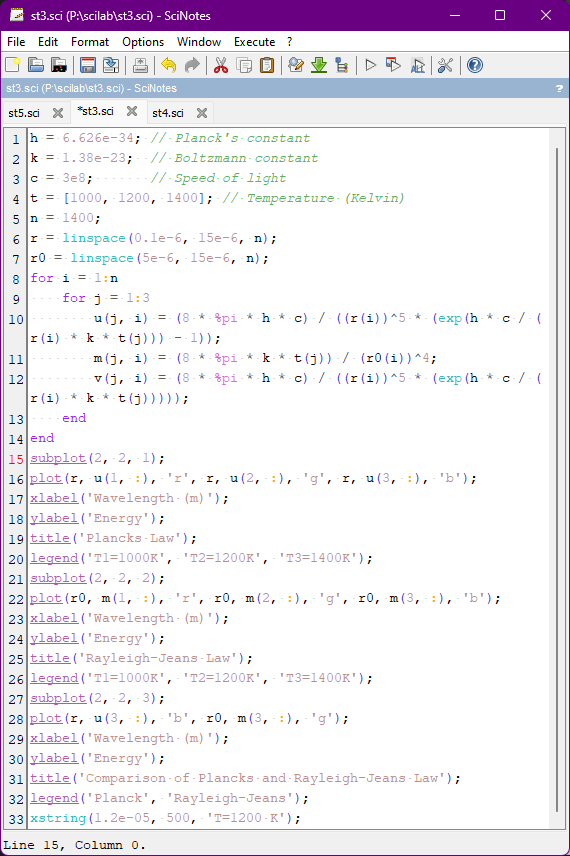 st3.sci (P:\scilab\st3.sci) - SciNotes
File Edit Format Options Window Execute ?
st3.sci (P:\scilab\st3.sci) - SciNotes ?
st5.sci *st3.sci st4.sci
1 h = 6.626e-34; // Planck's constant
2 k = 1.38e-23; // Boltzmann constant
3 c = 3e8; // Speed of light
4 t = [1000, 1200, 1400]; // Temperature (Kelvin)
5 n = 1400;
6 r = linspace(0.1e-6, 15e-6, n);
7 r0 = linspace(5e-6, 15e-6, n);
8 for i = 1:n
9 for j = 1:3
10 u(j, i) = (8 * %pi * h * c) / ((r(i))^5 * (exp(h * c / (
r(i) * k * t(j))) - 1));
11 m(j, i) = (8 * %pi * k * t(j)) / (r0(i))^4;
12 v(j, i) = (8 * %pi * h * c) / ((r(i))^5 * (exp(h * c / (
r(i) * k * t(j)))));
13 end
14 end
15 subplot(2, 2, 1);
16 plot(r, u(1, :), 'r', r, u(2, :), 'g', r, u(3, :), 'b');
17 xlabel('Wavelength (m)');
18 ylabel('Energy');
19 title('Plancks Law');
20 legend('T1=1000K', 'T2=1200K', 'T3=1400K');
21 subplot(2, 2, 2);
22 plot(r0, m(1, :), 'r', r0, m(2, :), 'g', r0, m(3, :), 'b');
23 xlabel('Wavelength (m)');
24 ylabel('Energy');
25 title('Rayleigh-Jeans Law');
26 legend('T1=1000K', 'T2=1200K', 'T3=1400K');
27 subplot(2, 2, 3);
28 plot(r, u(3, :), 'b', r0, m(3, :), 'g');
29 xlabel('Wavelength (m)');
30 ylabel('Energy');
31 title('Comparison of Plancks and Rayleigh-Jeans Law');
32 legend('Planck', 'Rayleigh-Jeans');
33 xstring(1.2e-05, 500, 'T=1200 K');
Line 15, Column 0.